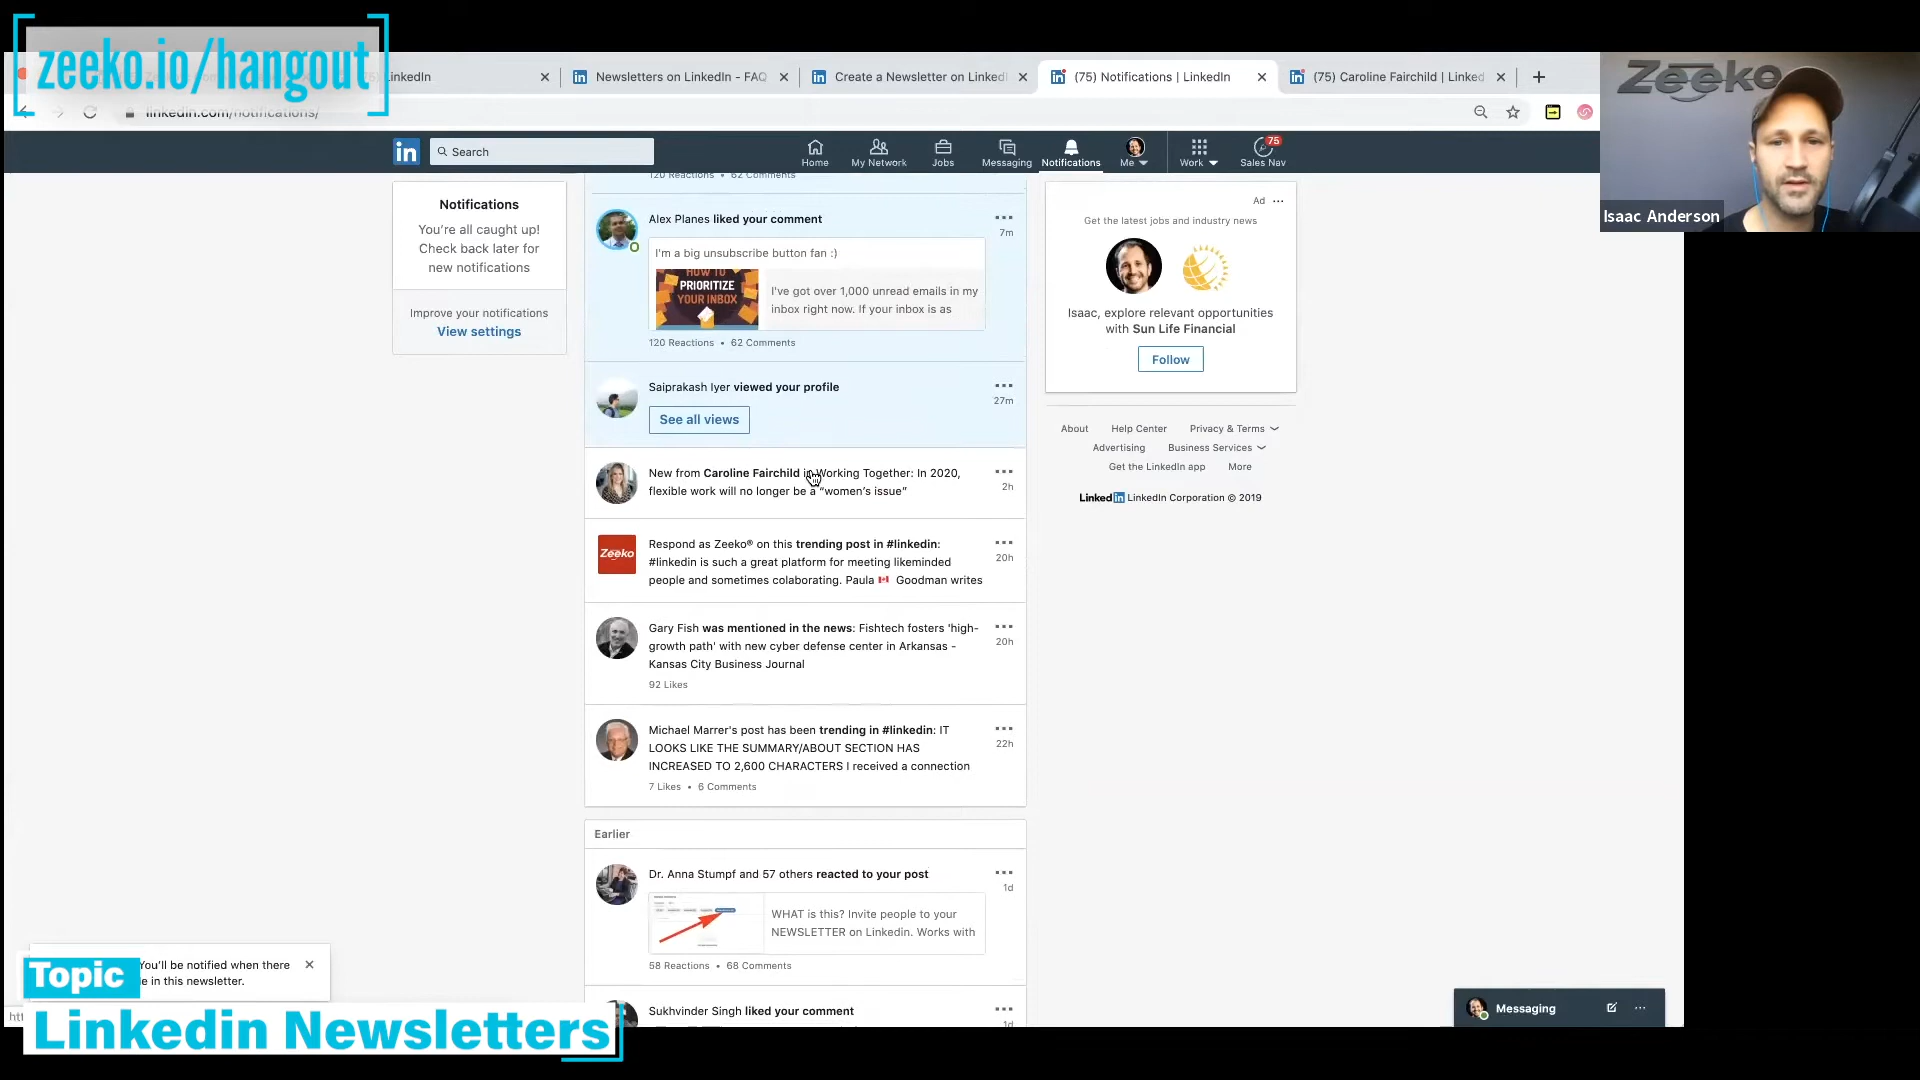 zeeko.io/hangout
LinkedIn
Newsletters on LinkedIn - FAQ
Create a Newsletter on Linked
(75) Notifications | LinkedIn
(75) Caroline Fairchild | Linked
linkedin.com/notifications/
Zeeko
Isaac Anderson
in
Search
Home
My Network
Jobs
Messaging
Notifications
Me
Work
75
Sales Nav
Notifications
You're all caught up!
Check back later for
new notifications
Improve your notifications
View settings
120 Reactions • 62 Comments
Alex Planes liked your comment
7m
I'm a big unsubscribe button fan :)
HOW TO
PRIORITIZE
YOUR INBOX
I've got over 1,000 unread emails in my
inbox right now. If your inbox is as
120 Reactions • 62 Comments
Saiprakash Iyer viewed your profile
27m
See all views
New from Caroline Fairchild in Working Together: In 2020,
flexible work will no longer be a “women's issue”
2h
Zeeko
Respond as Zeeko® on this trending post in #linkedin:
#linkedin is such a great platform for meeting likeminded
people and sometimes colaborating. Paula 🇨🇦 Goodman writes
20h
Gary Fish was mentioned in the news: Fishtech fosters 'high-
growth path' with new cyber defense center in Arkansas -
Kansas City Business Journal
20h
92 Likes
Michael Marrer's post has been trending in #linkedin: IT
LOOKS LIKE THE SUMMARY/ABOUT SECTION HAS
INCREASED TO 2,600 CHARACTERS I received a connection
22h
7 Likes • 6 Comments
Earlier
Dr. Anna Stumpf and 57 others reacted to your post
1d
WHAT is this? Invite people to your
NEWSLETTER on Linkedin. Works with
58 Reactions • 68 Comments
Sukhvinder Singh liked your comment
1d
Ad
Get the latest jobs and industry news
Isaac, explore relevant opportunities
with Sun Life Financial
Follow
About
Help Center
Privacy & Terms
Advertising
Business Services
Get the LinkedIn app
More
LinkedIn LinkedIn Corporation © 2019
You'll be notified when there
e in this newsletter.
Topic
Linkedin Newsletters
Messaging